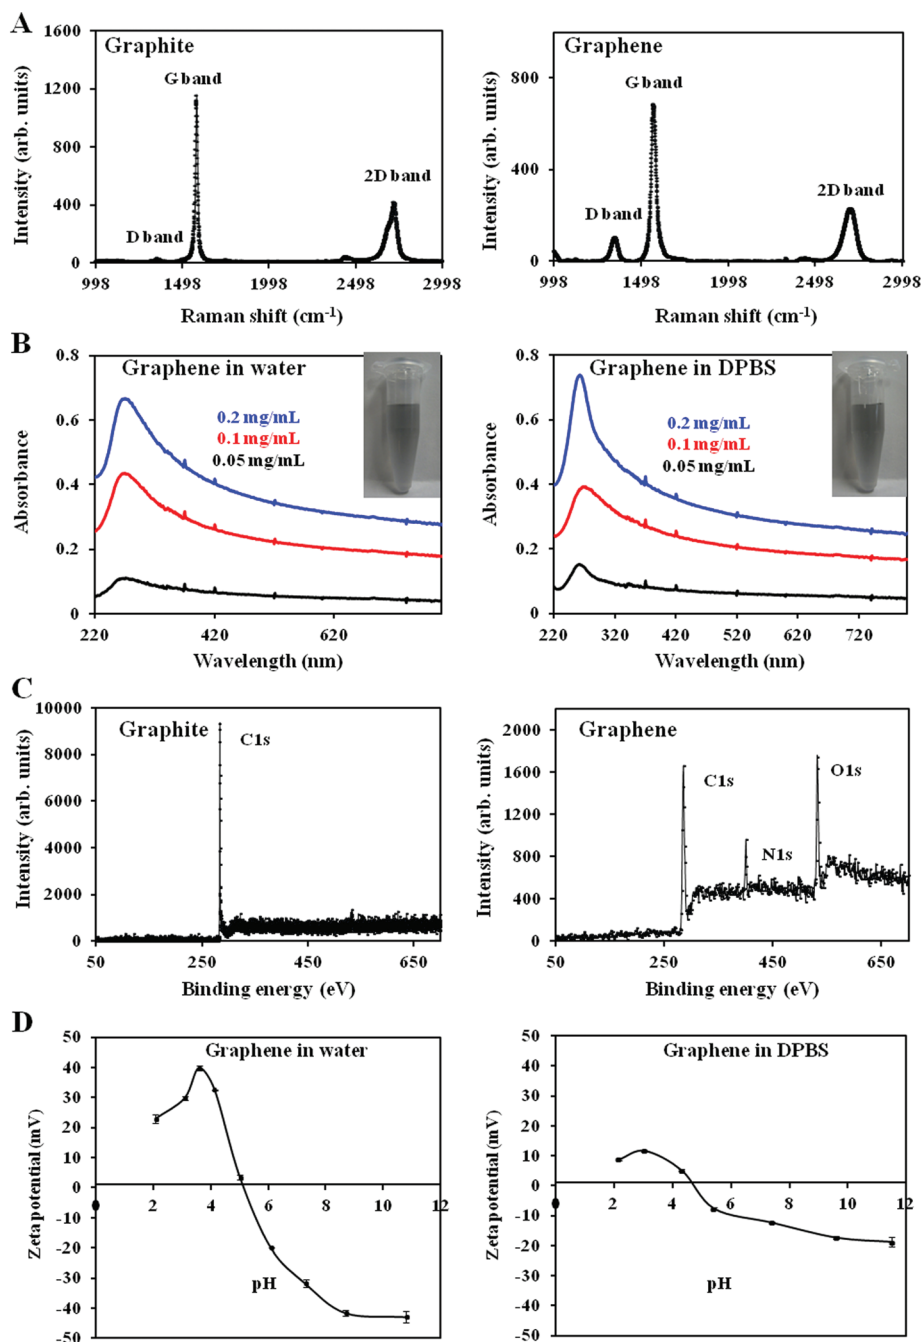 A
Graphite
G band
2D band
D band
Intensity (arb. units)
1600
1200
800
400
0
998 1498 1998 2498 2998
Raman shift (cm-1)
Graphene
G band
D band
2D band
Intensity (arb. units)
800
400
0
998 1498 1998 2498 2998
Raman shift (cm-1)
B
Graphene in water
0.2 mg/mL
0.1 mg/mL
0.05 mg/mL
Absorbance
0.8
0.6
0.4
0.2
0
220 420 620
Wavelength (nm)
Graphene in DPBS
0.2 mg/mL
0.1 mg/mL
0.05 mg/mL
Absorbance
0.8
0.6
0.4
0.2
0
220 320 420 520 620 720
Wavelength (nm)
C
Graphite
C1s
Intensity (arb. units)
10000
8000
6000
4000
2000
0
50 250 450 650
Binding energy (eV)
Graphene
C1s
O1s
N1s
Intensity (arb. units)
2000
1600
1200
800
400
0
50 250 450 650
Binding energy (eV)
D
Graphene in water
Zeta potential (mV)
50
40
30
20
10
0
-10
-20
-30
-40
-50
0 2 4 6 8 10 12
pH
Graphene in DPBS
Zeta potential (mV)
50
40
30
20
10
0
-10
-20
-30
-40
-50
0 2 4 6 8 10 12
pH